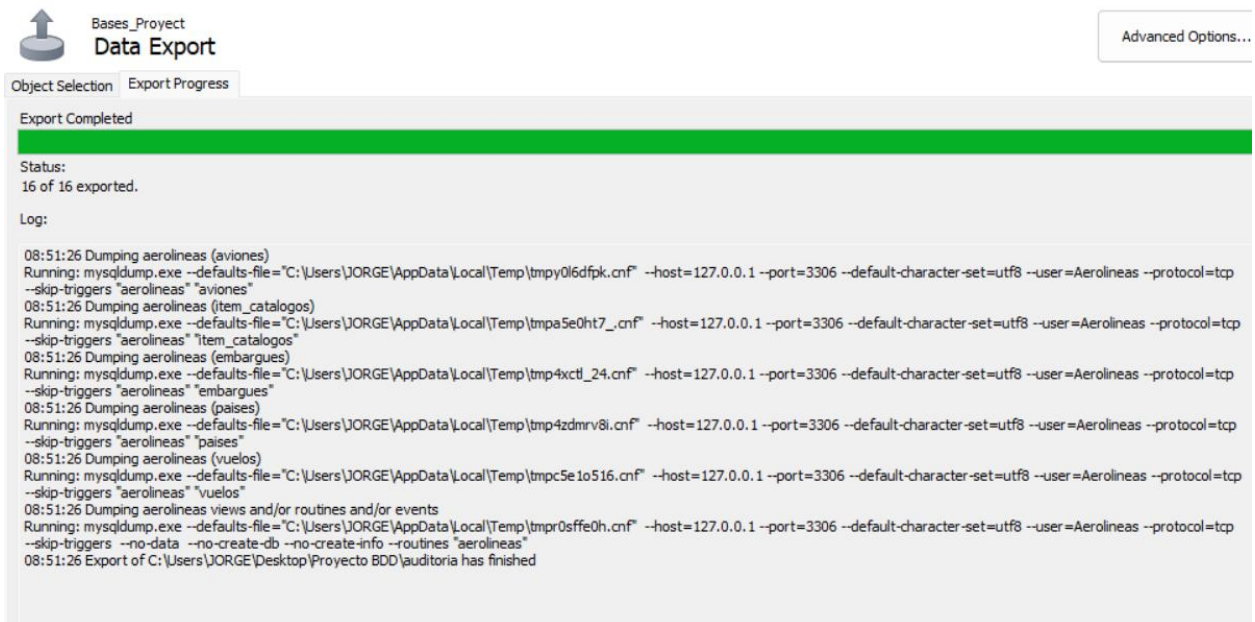 Bases_Proyect
Data Export
Advanced Options...
Object Selection
Export Progress
Export Completed
Status:
16 of 16 exported.
Log:
08:51:26 Dumping aerolineas (aviones)
Running: mysqldump.exe --defaults-file="C:\Users\JORGE\AppData\Local\Temp\tmpy0l6dfpk.cnf" --host=127.0.0.1 --port=3306 --default-character-set=utf8 --user=Aerolineas --protocol=tcp
--skip-triggers "aerolineas" "aviones"
08:51:26 Dumping aerolineas (item_catalogos)
Running: mysqldump.exe --defaults-file="C:\Users\JORGE\AppData\Local\Temp\tmpa5e0ht7_.cnf" --host=127.0.0.1 --port=3306 --default-character-set=utf8 --user=Aerolineas --protocol=tcp
--skip-triggers "aerolineas" "item_catalogos"
08:51:26 Dumping aerolineas (embargues)
Running: mysqldump.exe --defaults-file="C:\Users\JORGE\AppData\Local\Temp\tmp4xctl_24.cnf" --host=127.0.0.1 --port=3306 --default-character-set=utf8 --user=Aerolineas --protocol=tcp
--skip-triggers "aerolineas" "embargues"
08:51:26 Dumping aerolineas (paises)
Running: mysqldump.exe --defaults-file="C:\Users\JORGE\AppData\Local\Temp\tmp4zdmrv8i.cnf" --host=127.0.0.1 --port=3306 --default-character-set=utf8 --user=Aerolineas --protocol=tcp
--skip-triggers "aerolineas" "paises"
08:51:26 Dumping aerolineas (vuelos)
Running: mysqldump.exe --defaults-file="C:\Users\JORGE\AppData\Local\Temp\tmpc5e1o516.cnf" --host=127.0.0.1 --port=3306 --default-character-set=utf8 --user=Aerolineas --protocol=tcp
--skip-triggers "aerolineas" "vuelos"
08:51:26 Dumping aerolineas views and/or routines and/or events
Running: mysqldump.exe --defaults-file="C:\Users\JORGE\AppData\Local\Temp\tmpr0sffe0h.cnf" --host=127.0.0.1 --port=3306 --default-character-set=utf8 --user=Aerolineas --protocol=tcp
--skip-triggers --no-data --no-create-db --no-create-info --routines "aerolineas"
08:51:26 Export of C:\Users\JORGE\Desktop\Proyecto BDD\auditoria has finished